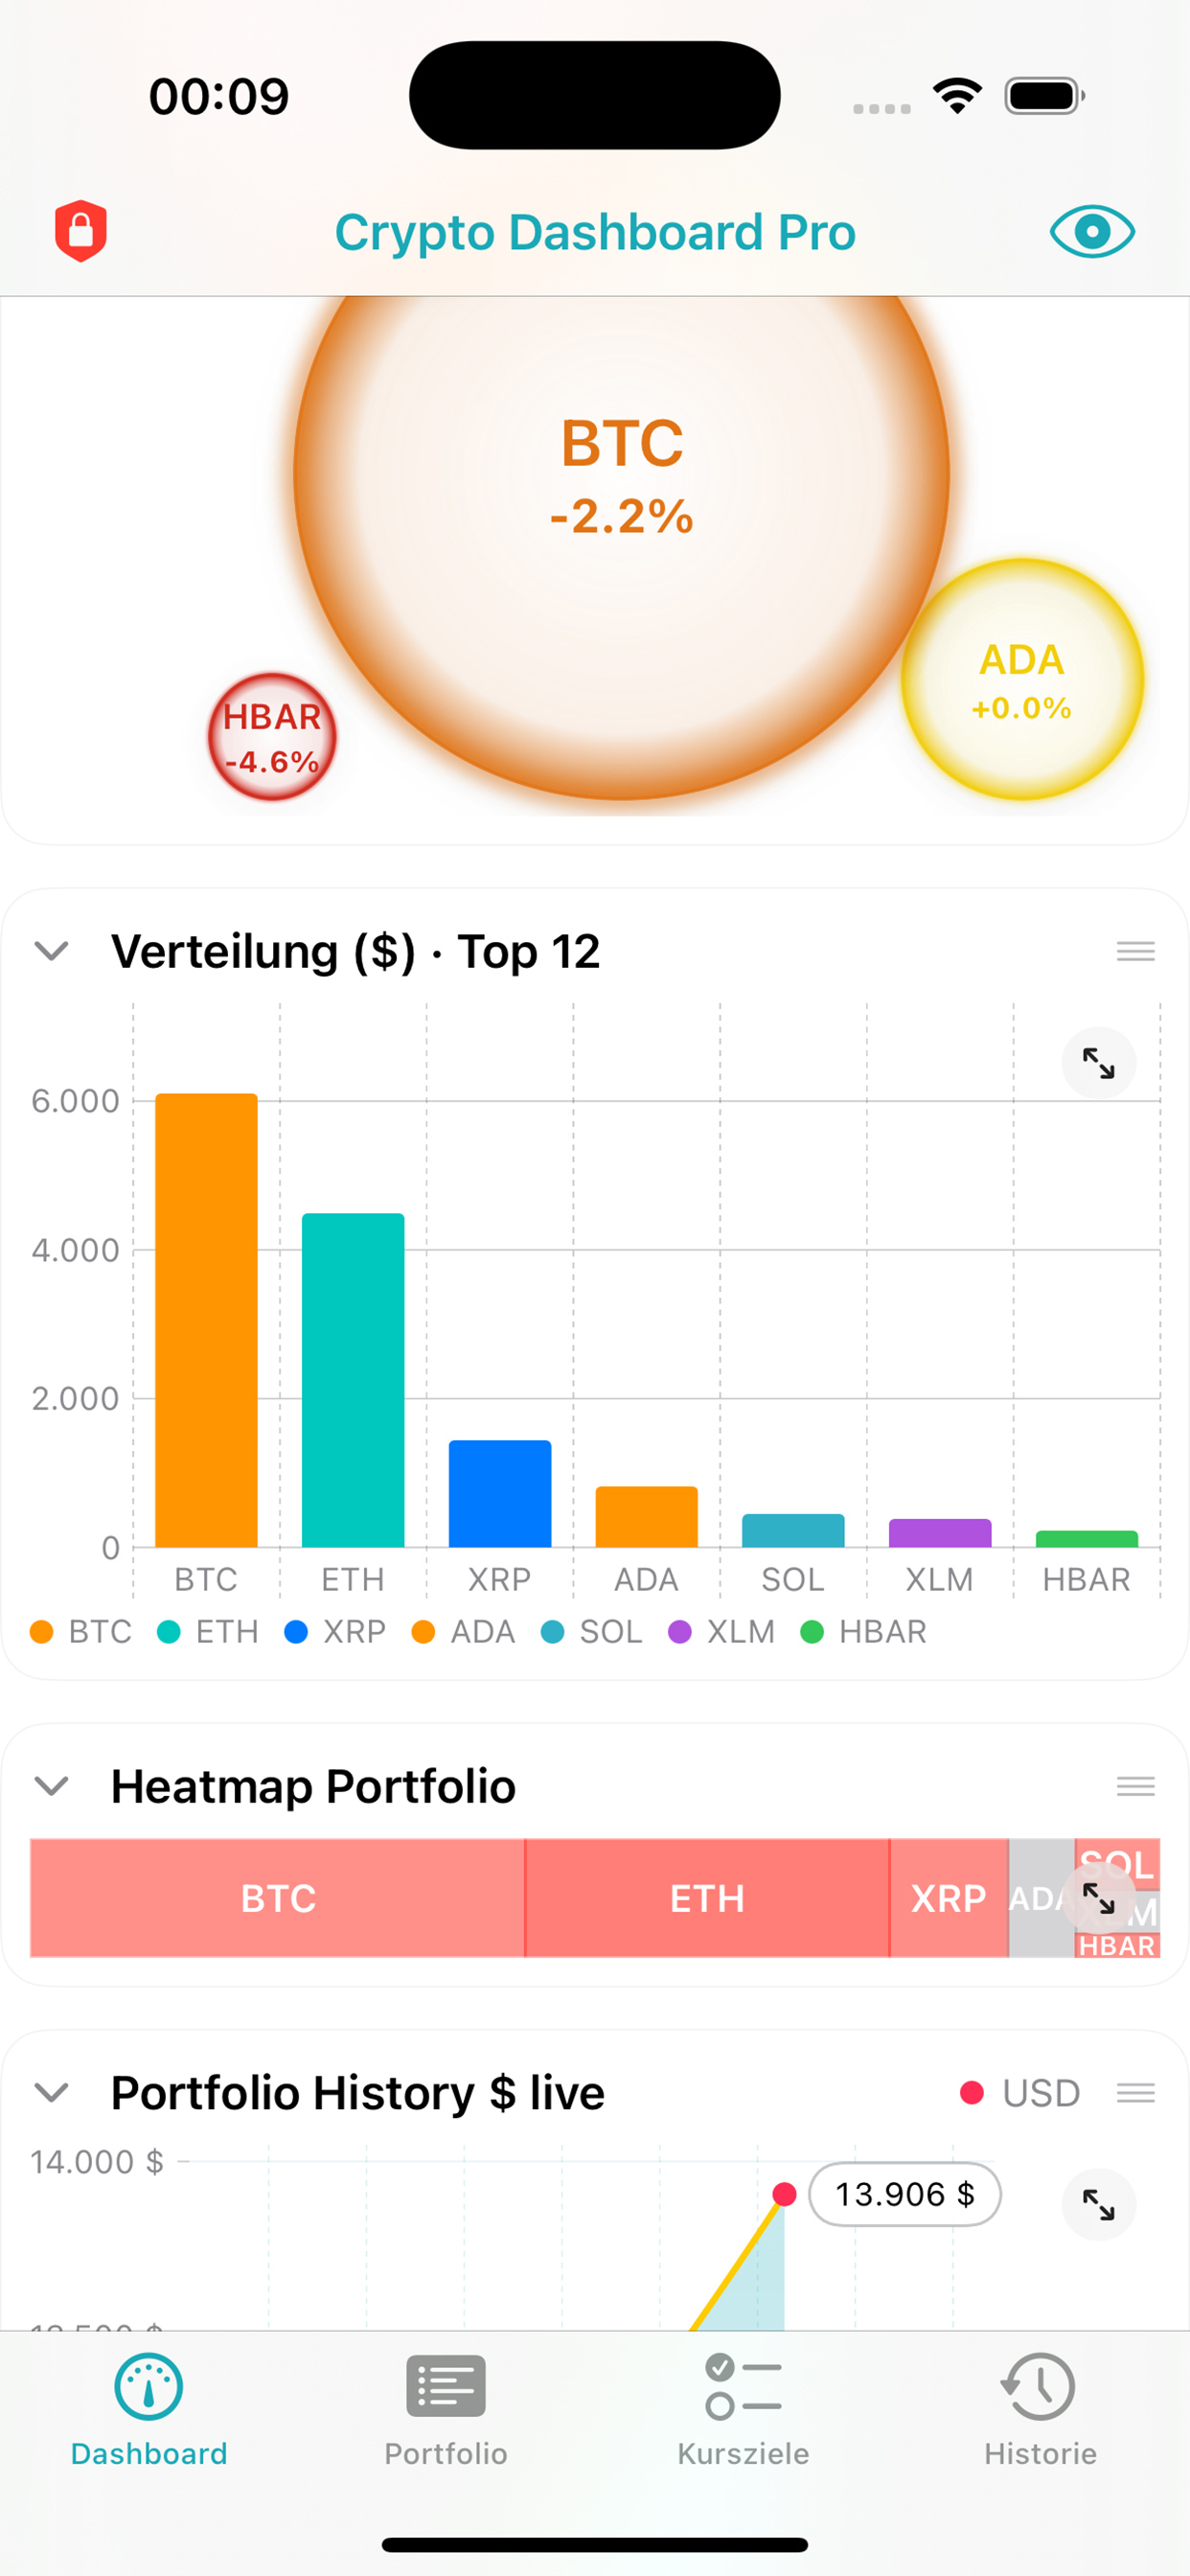 00:09
Crypto Dashboard Pro
BTC
-2.2%
ADA
+0.0%
HBAR
-4.6%
Verteilung ($) · Top 12
6.000
4.000
2.000
0
BTC ETH XRP ADA SOL XLM HBAR
BTC ETH XRP ADA SOL XLM HBAR
Heatmap Portfolio
BTC ETH XRP ADA SOL
HBAR
Portfolio History $ live USD
14.000 $
13.906 $
Dashboard Portfolio Kursziele Historie